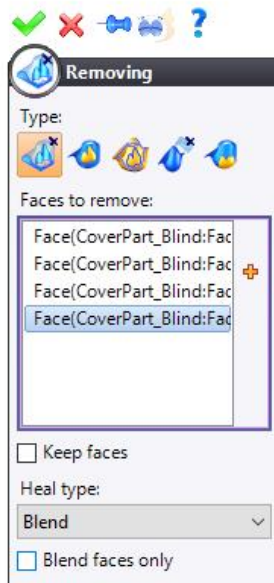 ?
Removing
Type:
Faces to remove:
Face(CoverPart_Blind:Fac
Face(CoverPart_Blind:Fac
Face(CoverPart_Blind:Fac
Face(CoverPart_Blind:Fac
Keep faces
Heal type:
Blend
Blend faces only